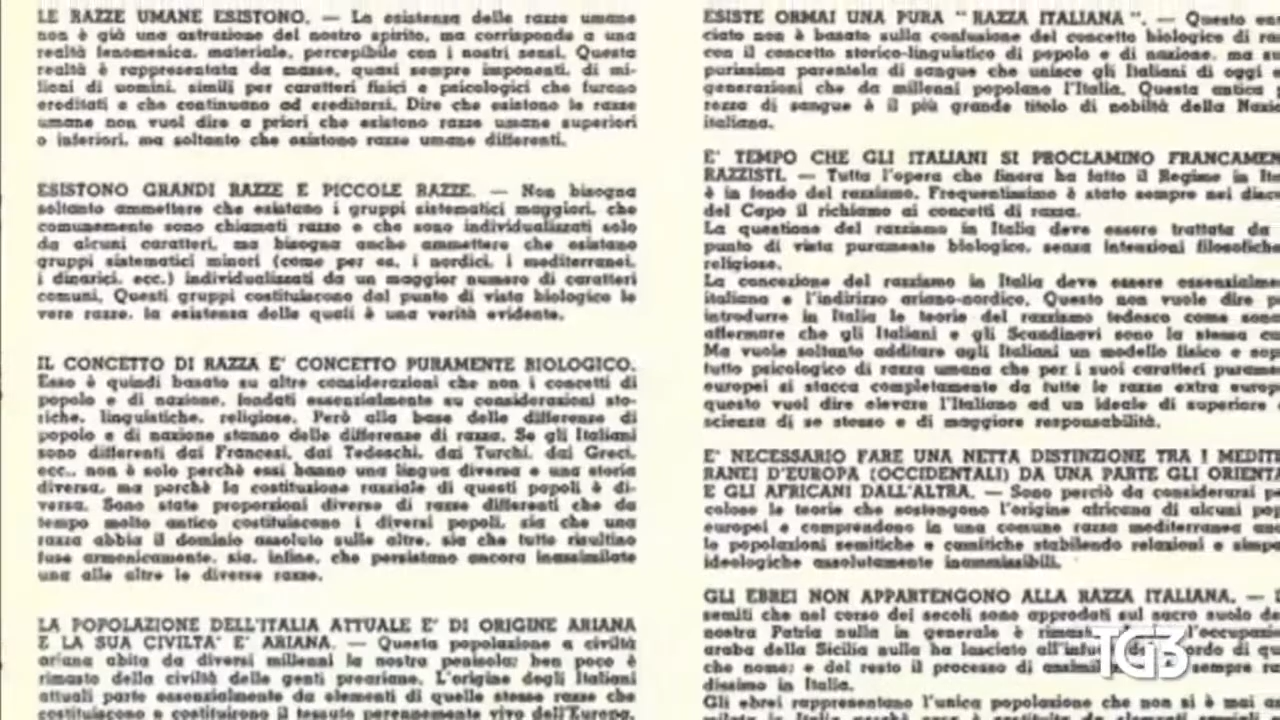 LE RAZZE UMANE ESISTONO. — La esistenza delle razze umane
non è già una astrazione del nostro spirito, ma corrisponde a una
realtà fenomenica, materiale, percepibile con i nostri sensi. Questa
realtà è rappresentata da masse, quasi sempre imponenti, di mi-
lioni di uomini, simili per caratteri fisici e psicologici che furono
ereditati e che continuano ad ereditarsi. Dire che esistono le razze
umane non vuol dire a priori che esistono razze umane superiori
o inferiori, ma soltanto che esistono razze umane differenti.
ESISTONO GRANDI RAZZE E PICCOLE RAZZE. — Non bisogna
soltanto ammettere che esistano i gruppi sistematici maggiori, che
comunemente sono chiamati razze e che sono individualizzati solo
da alcuni caratteri, ma bisogna anche ammettere che esistano
gruppi sistematici minori (come per es. i nordici, i mediterranei,
i dinarici, ecc.) individualizzati da un maggior numero di caratteri
comuni. Questi gruppi costituiscono dal punto di vista biologico le
vere razze, la esistenza delle quali è una verità evidente.
IL CONCETTO DI RAZZA E' CONCETTO PURAMENTE BIOLOGICO.
Esso è quindi basato su altre considerazioni che non i concetti di
popolo e di nazione, fondati essenzialmente su considerazioni sto-
riche, linguistiche, religiose. Però alla base delle differenze di
popolo e di nazione stanno delle differenze di razza. Se gli Italiani
sono differenti dai Francesi, dai Tedeschi, dai Turchi, dai Greci,
ecc., non è solo perchè essi hanno una lingua diversa e una storia
diversa, ma perchè la costituzione razziale di questi popoli è di-
versa. Sono state proporzioni diverse di razze differenti che da
tempo molto antico costituiscono i diversi popoli, sia che una
razza abbia il dominio assoluto sulle altre, sia che tutte risultino
fuse armonicamente, sia, infine, che persistano ancora inassimilate
una alle altre le diverse razze.
LA POPOLAZIONE DELL'ITALIA ATTUALE E' DI ORIGINE ARIANA
E LA SUA CIVILTA' E' ARIANA. — Questa popolazione a civiltà
ariana abita da diversi millenni la nostra penisola; ben poco è
rimasto della civiltà delle genti preariane. L'origine degli Italiani
attuali parte essenzialmente da elementi di quelle stesse razze che
costituiscono e costituirono il tessuto perennemente vivo dell'Europa.
ESISTE ORMAI UNA PURA "RAZZA ITALIANA". — Questo
ciato non è basato sulla confusione del concetto biologico di
con il concetto storico-linguistico di popolo e di nazione, ma
purissima parentela di sangue che unisce gli Italiani di oggi
generazioni che da millenni popolano l'Italia. Questa antica
rezza di sangue è il più grande titolo di nobiltà della
italiana.
E' TEMPO CHE GLI ITALIANI SI PROCLAMINO FRANCAMEN
RAZZISTI. — Tutta l'opera che finora ha fatto il Regime in
è in fondo del razzismo. Frequentissimo è stato sempre nei
del Capo il richiamo ai concetti di razza.
La questione del razzismo in Italia deve essere trattata da
punto di vista puramente biologico, senza intenzioni filosofiche
religiose.
La concezione del razzismo in Italia deve essere essenzialme
italiana e l'indirizzo ariano-nordico. Questo non vuole dire
introdurre in Italia le teorie del razzismo tedesco come
affermare che gli Italiani e gli Scandinavi sono la stessa
Ma vuole soltanto additare agli Italiani un modello fisico e
tutto psicologico di razza umana che per i suoi caratteri
europei si stacca completamente da tutte le razze extra
questo vuol dire elevare l'Italiano ad un ideale di superiore
scienza di se stesso e di maggiore responsabilità.
E' NECESSARIO FARE UNA NETTA DISTINZIONE TRA I MEDITE
RANEI D'EUROPA (OCCIDENTALI) DA UNA PARTE GLI ORIENTA
E GLI AFRICANI DALL'ALTRA. — Sono perciò da considerarsi
colose le teorie che sostengono l'origine africana di alcuni
europei e comprendono in una comune razza mediterranea
le popolazioni semitiche e camitiche stabilendo relazioni e
ideologiche assolutamente inammissibili.
GLI EBREI NON APPARTENGONO ALLA RAZZA ITALIANA. —
semiti che nel corso dei secoli sono approdati sul sacro suolo
nostra Patria nulla in generale è l'occupazio
araba della Sicilia nulla ha lasciato
che nome; e del resto il processo di sempre
dissimo in Italia.
Gli ebrei rappresentano l'unica popolazione che non si è mai
TG3